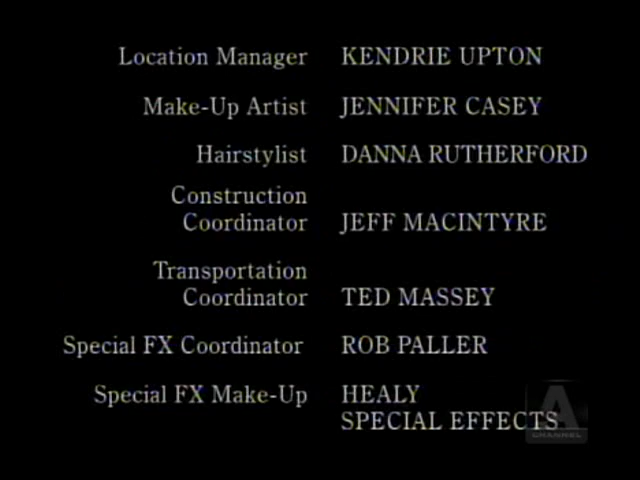 Location Manager KENDRIE UPTON
Make-Up Artist JENNIFER CASEY
Hairstylist DANNA RUTHERFORD
Construction
Coordinator JEFF MACINTYRE
Transportation
Coordinator TED MASSEY
Special FX Coordinator ROB PALLER
Special FX Make-Up HEALY
SPECIAL EFFECTS
A
CHANNEL